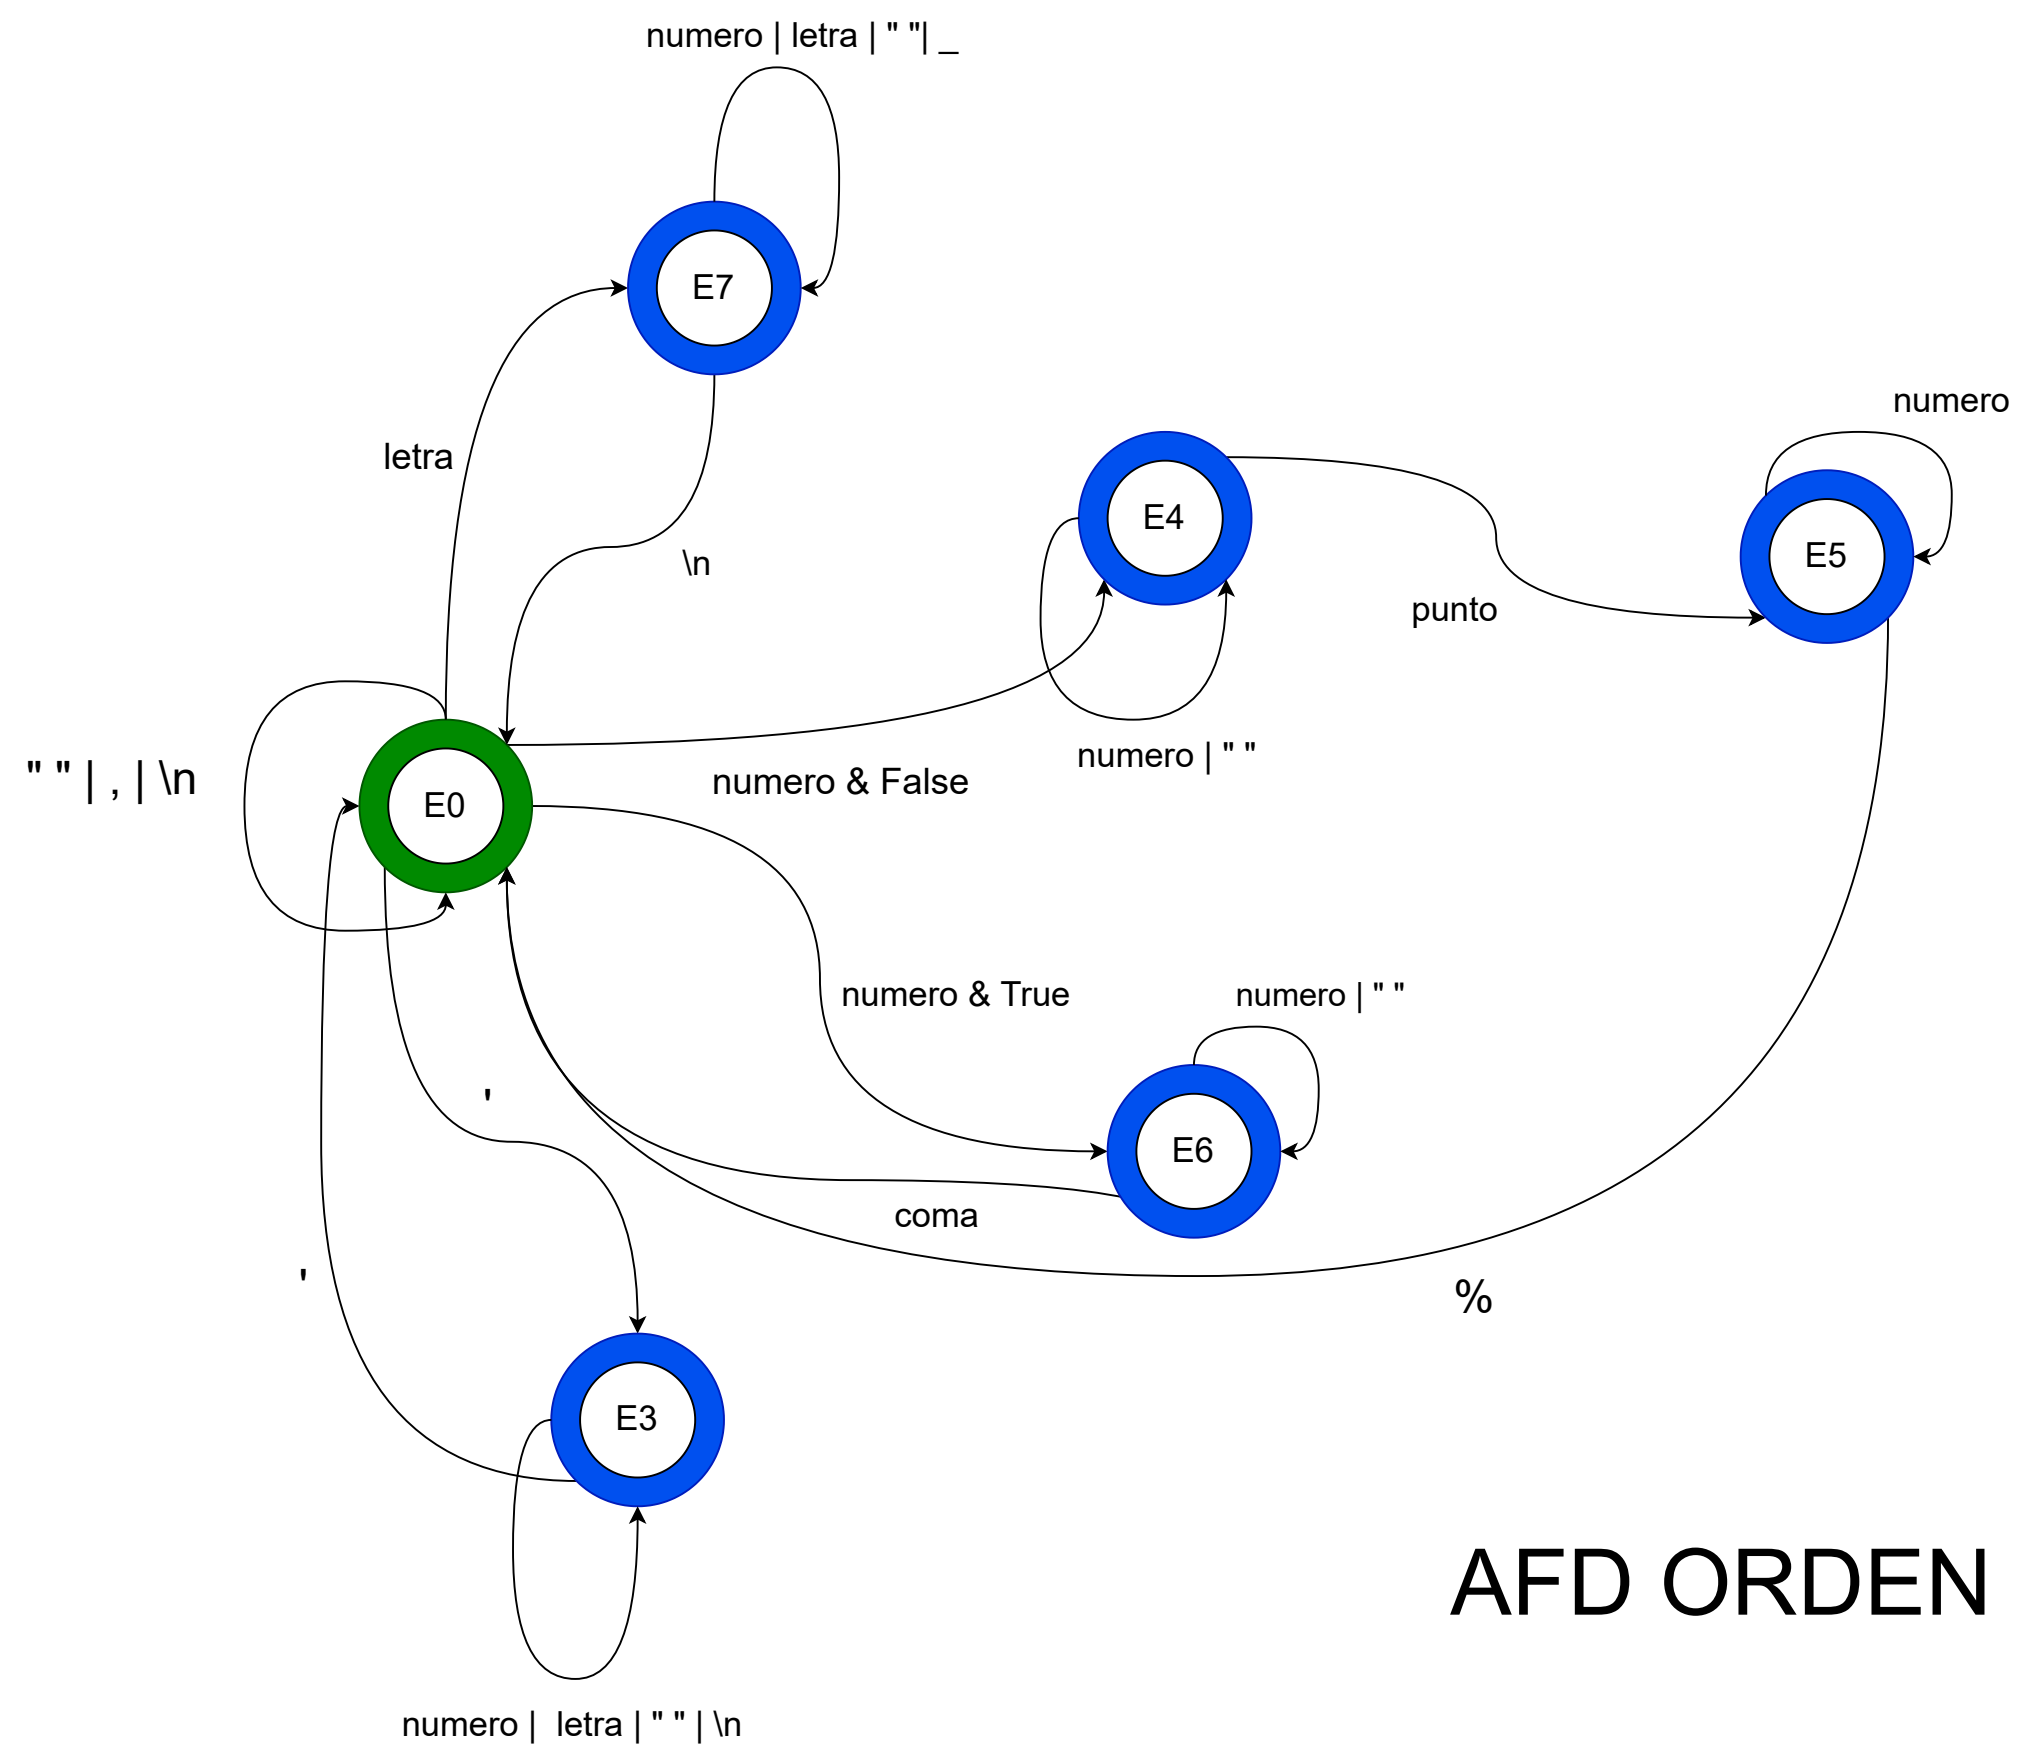 numero | letra | " "| _
E7
numero
letra
E4
E5
\n
punto
numero | " "
" " | , | \n
numero & False
E0
numero & True
numero | " "
'
E6
coma
'
%
E3
AFD ORDEN
numero |  letra | " " | \n